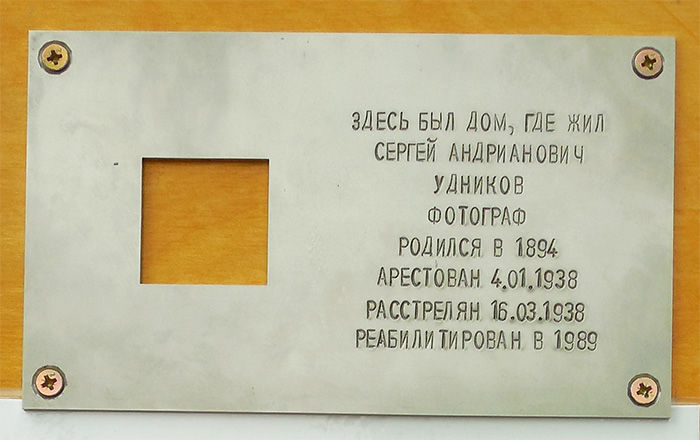 ЗДЕСЬ БЫЛ ДОМ, ГДЕ ЖИЛ
СЕРГЕЙ АНДРИАНОВИЧ
УДНИКОВ
ФОТОГРАФ
РОДИЛСЯ В 1894
АРЕСТОВАН 4.01.1938
РАССТРЕЛЯН 16.03.1938
РЕАБИЛИТИРОВАН В 1989